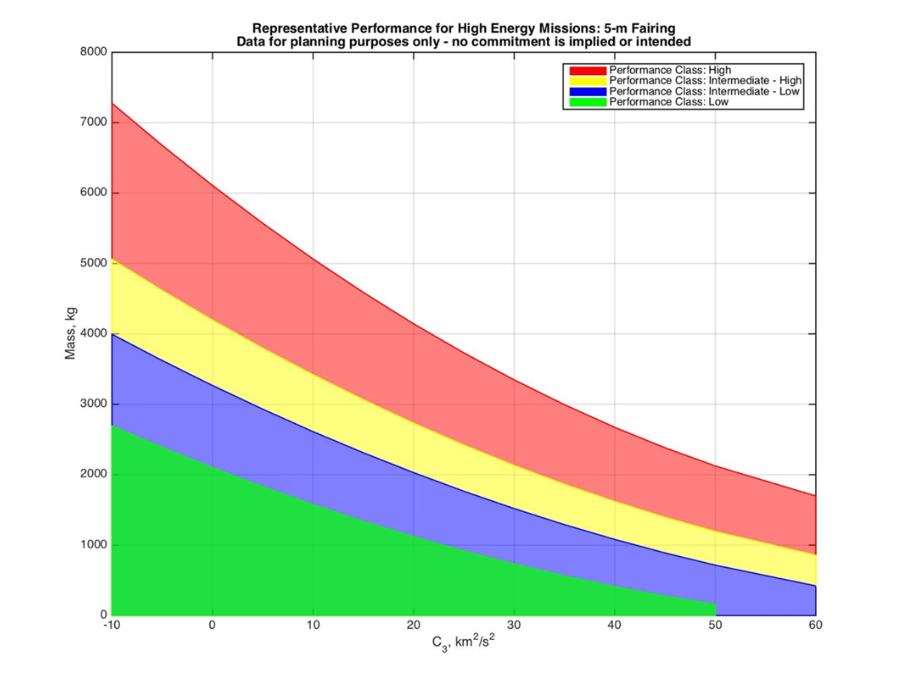 Representative Performance for High Energy Missions: 5-m Fairing
Data for planning purposes only - no commitment is implied or intended
8000
7000
6000
5000
4000
3000
2000
1000
0
Mass, kg
Performance Class: High
Performance Class: Intermediate - High
Performance Class: Intermediate - Low
Performance Class: Low
-10 0 10 20 30 40 50 60
C₃, km²/s²